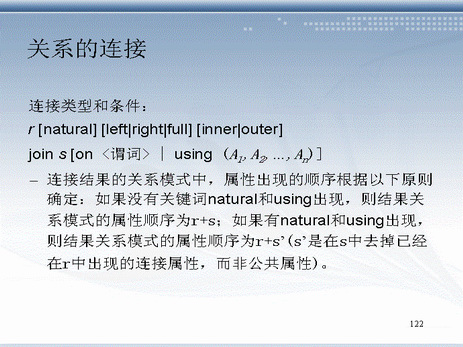 关系的连接
连接类型和条件：
r [natural] [left|right|full] [inner|outer]
join s [on <谓词> | using (A1, A2, …, An)]
– 连接结果的关系模式中，属性出现的顺序根据以下原则
确定：如果没有关键词natural和using出现，则结果关
系模式的属性顺序为r+s；如果有natural和using出现，
则结果关系模式的属性顺序为r+s’(s’是在s中去掉已经
在r中出现的连接属性，而非公共属性)。
122